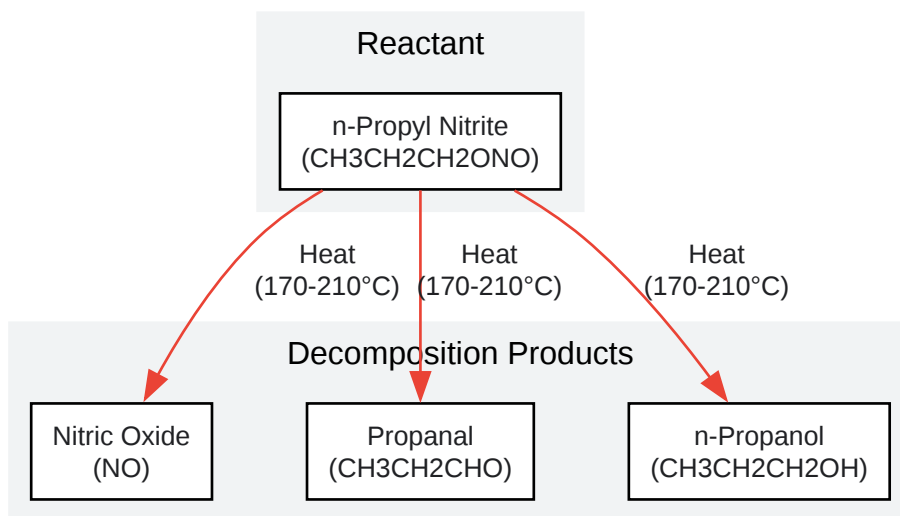 Reactant
n-Propyl Nitrite
(CH3CH2CH2ONO)
Heat
(170-210°C)
Heat
(170-210°C)
Heat
(170-210°C)
Decomposition Products
Nitric Oxide
(NO)
Propanal
(CH3CH2CHO)
n-Propanol
(CH3CH2CH2OH)